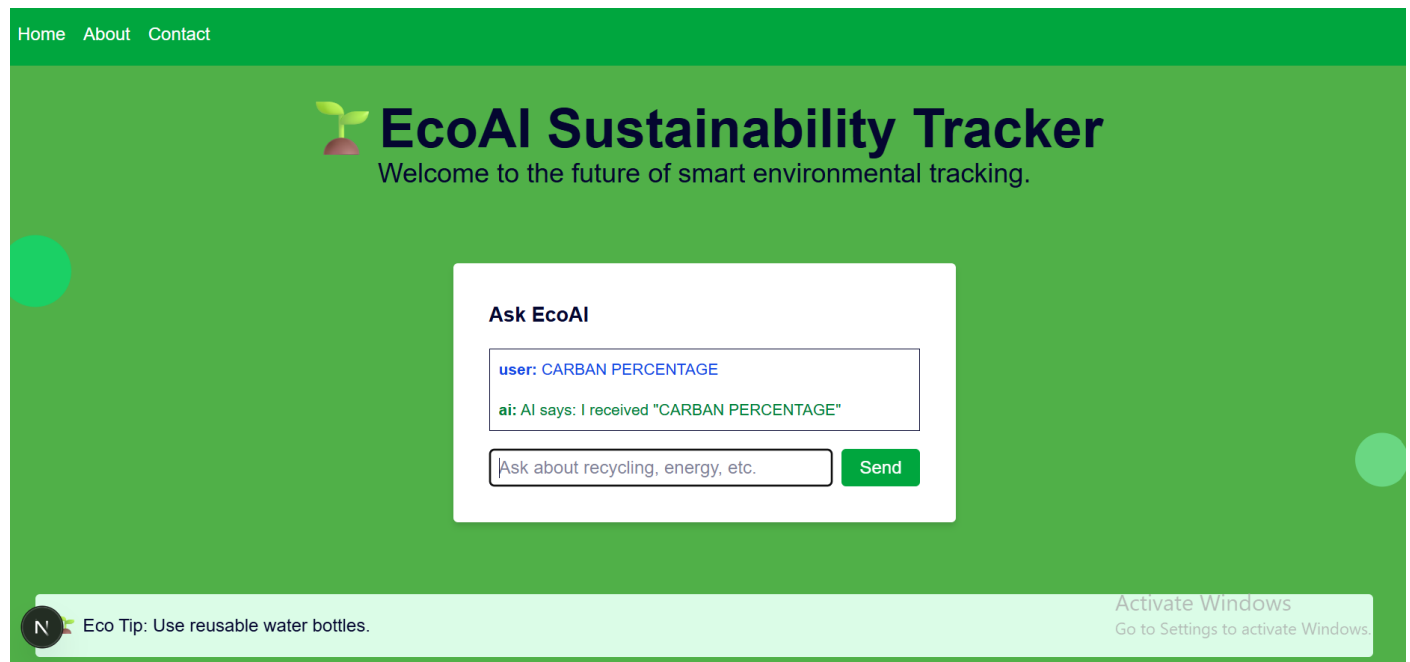 Home About Contact
🌱 EcoAI Sustainability Tracker
Welcome to the future of smart environmental tracking.
Ask EcoAI
user: CARBAN PERCENTAGE
ai: AI says: I received "CARBAN PERCENTAGE"
Ask about recycling, energy, etc.
Send
Activate Windows
Go to Settings to activate Windows.
N
Eco Tip: Use reusable water bottles.